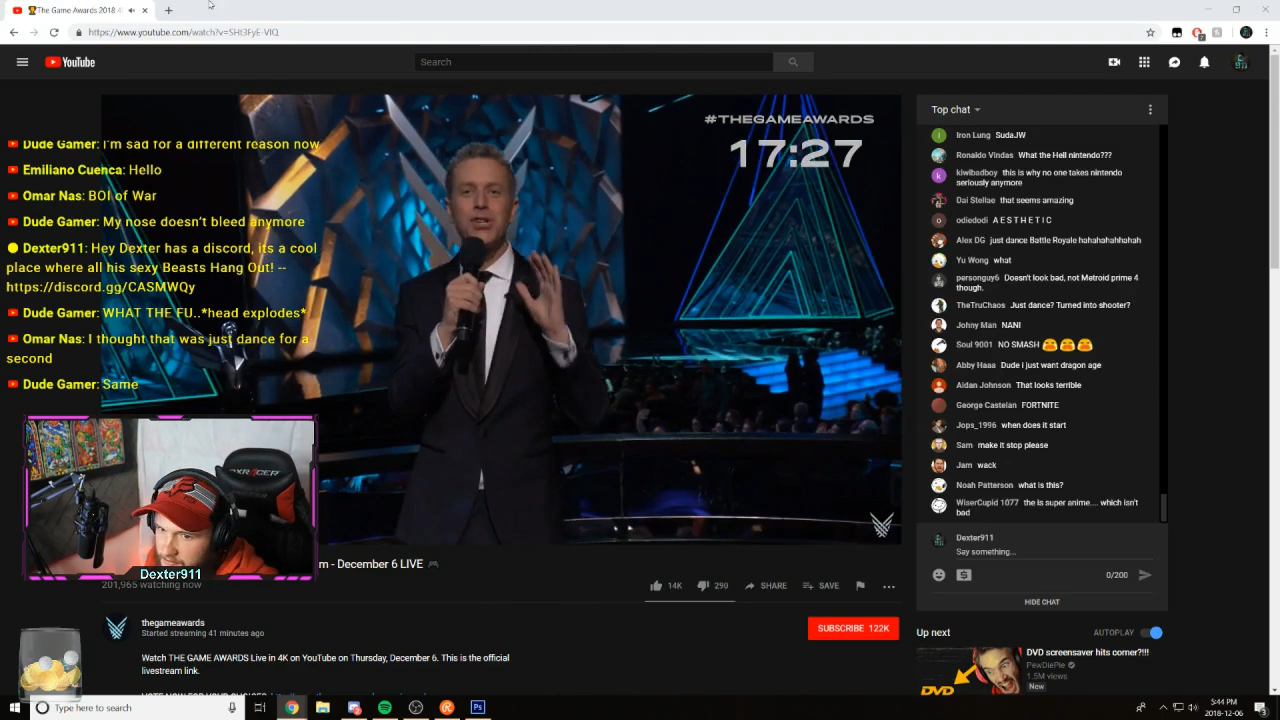 The Game Awards 2018 4
https://www.youtube.com/watch?v=SHt3FyE-VIQ
YouTube
Search
#THEGAMEAWARDS
17:27
Dude Gamer: I'm sad for a different reason now
Emiliano Cuenca: Hello
Omar Nas: BOI of War
Dude Gamer: My nose doesn't bleed anymore
Dexter911: Hey Dexter has a discord, its a cool
place where all his sexy Beasts Hang Out! --
https://discord.gg/CASMWQy
Dude Gamer: WHAT THE FU..*head explodes*
Omar Nas: I thought that was just dance for a
second
Dude Gamer: Same
DXRACER
Dexter911
m - December 6 LIVE
201,965 watching now
14K
290
SHARE
SAVE
thegameawards
Started streaming 41 minutes ago
SUBSCRIBE 122K
Watch THE GAME AWARDS Live in 4K on YouTube on Thursday, December 6. This is the official
livestream link.
Top chat
Iron Lung SudaJW
Ronaldo Vindas What the Hell nintendo???
kiwibadboy this is why no one takes nintendo
seriously anymore
Dai Stellae that seems amazing
odiedodi A E S T H E T I C
Alex DG just dance Battle Royale hahahahahhahah
Yu Wong what
personguy6 Doesn't look bad, not Metroid prime 4
though.
TheTruChaos Just dance? Turned into shooter?
Johny Man NANI
Soul 9001 NO SMASH
Abby Haaa Dude I just want dragon age
Aidan Johnson That looks terrible
George Castelan FORTNITE
Jops_1996 when does it start
Sam make it stop please
Jam wack
Noah Patterson what is this?
WiserCupid 1077 the is super anime.... which isn't
bad
Dexter911
Say something...
0/200
HIDE CHAT
Up next
AUTOPLAY
DVD screensaver hits corner?!!!
PewDiePie
1.5M views
New
DVD
Type here to search
Ps
5:44 PM
2018-12-06
3